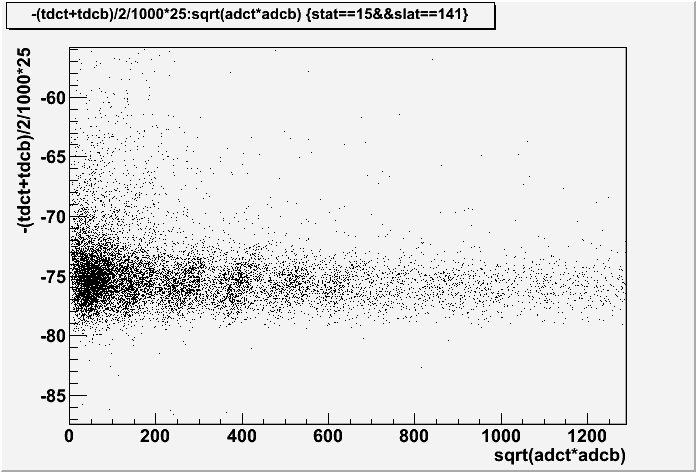 -(tdct+tdcb)/2/1000*25:sqrt(adct*adcb) {stat==15&&slat==141}
-(tdct+tdcb)/2/1000*25
-60
-65
-70
-75
-80
-85
0 200 400 600 800 1000 1200
sqrt(adct*adcb)